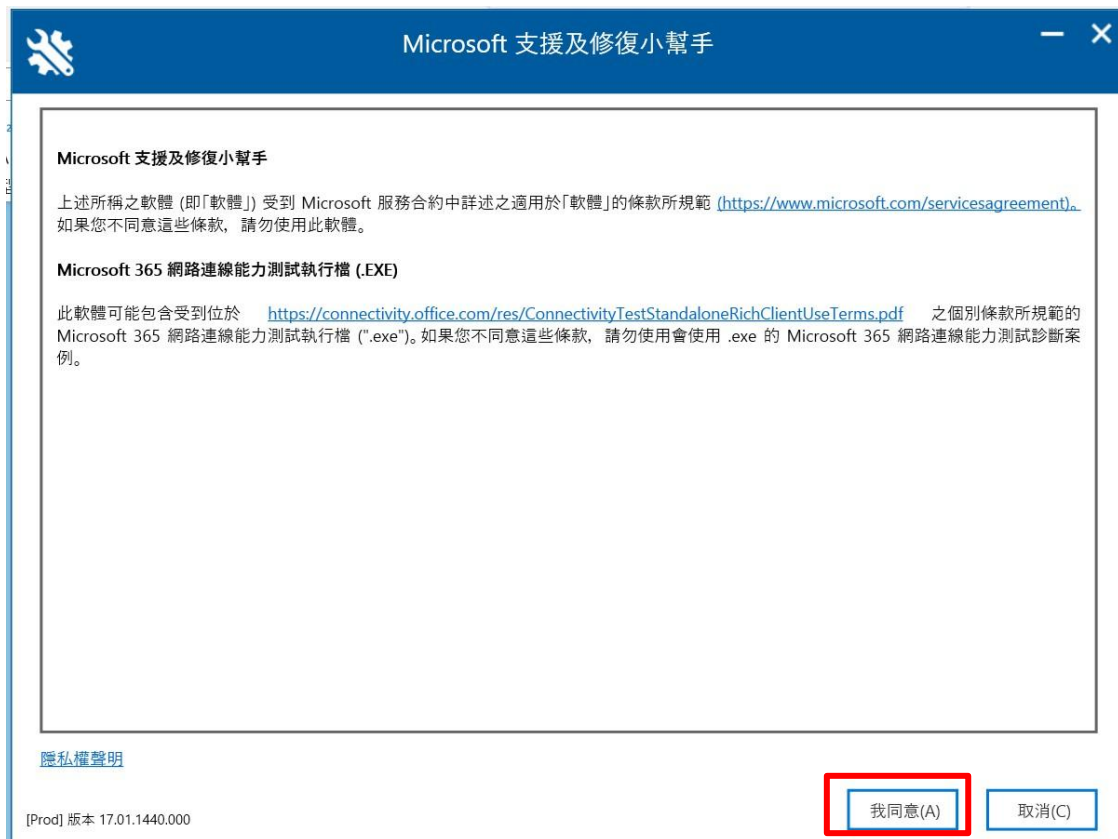 Microsoft 支援及修復小幫手
Microsoft 支援及修復小幫手
上述所稱之軟體 (即「軟體」) 受到 Microsoft 服務合約中詳述之適用於「軟體」的條款所規範 (https://www.microsoft.com/servicesagreement)。
如果您不同意這些條款，請勿使用此軟體。
Microsoft 365 網路連線能力測試執行檔 (.EXE)
此軟體可能包含受到位於 https://connectivity.office.com/res/ConnectivityTestStandaloneRichClientUseTerms.pdf 之個別條款所規範的
Microsoft 365 網路連線能力測試執行檔 (".exe")。如果您不同意這些條款，請勿使用會使用 .exe 的 Microsoft 365 網路連線能力測試診斷案
例。
隱私權聲明
[Prod] 版本 17.01.1440.000
我同意(A)
取消(C)